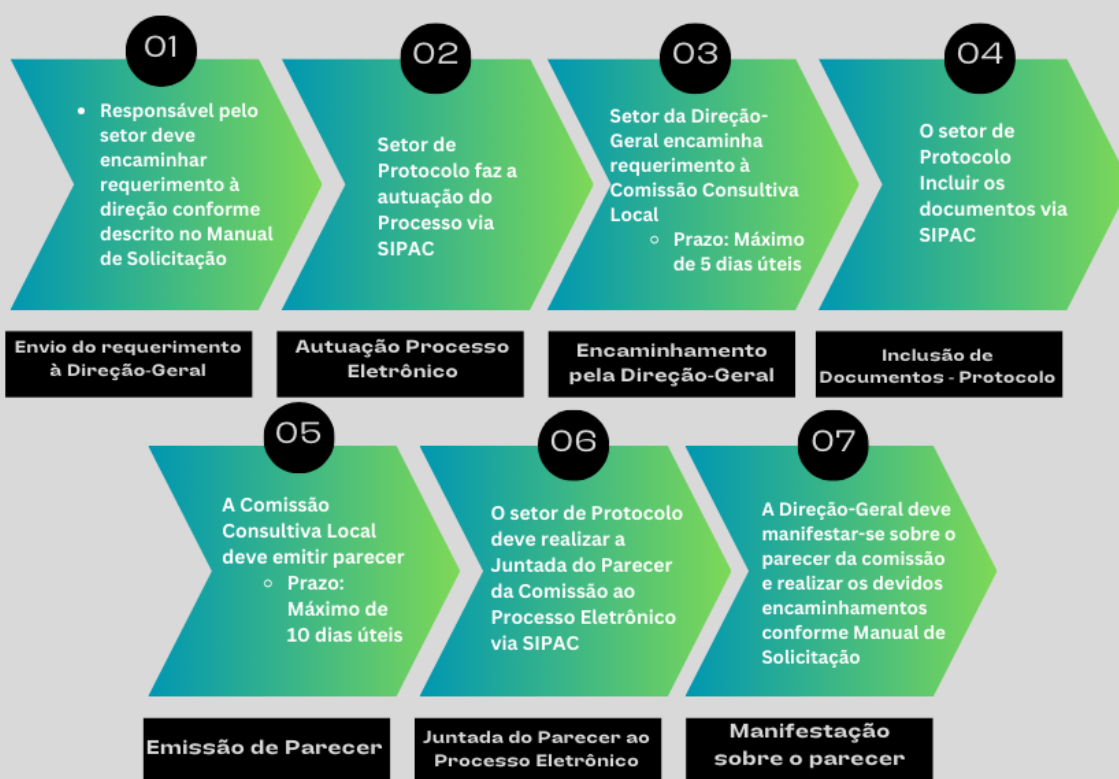 01
• Responsável pelo
setor deve
encaminhar
requerimento à
direção conforme
descrito no Manual
de Solicitação
Envio do requerimento
à Direção-Geral
02
Setor de
Protocolo faz a
autuação do
Processo via
SIPAC
Autuação Processo
Eletrônico
03
Setor da Direção-
Geral encaminha
requerimento à
Comissão Consultiva
Local
◦ Prazo: Máximo
de 5 dias úteis
Encaminhamento
pela Direção-Geral
04
O setor de
Protocolo
Incluir os
documentos via
SIPAC
Inclusão de
Documentos - Protocolo
05
A Comissão
Consultiva Local
deve emitir parecer
◦ Prazo:
Máximo de
10 dias úteis
Emissão de Parecer
06
O setor de Protocolo
deve realizar a
Juntada do Parecer
da Comissão ao
Processo Eletrônico
via SIPAC
Juntada do Parecer ao
Processo Eletrônico
07
A Direção-Geral deve
manifestar-se sobre o
parecer da comissão
e realizar os devidos
encaminhamentos
conforme Manual de
Solicitação
Manifestação
sobre o parecer